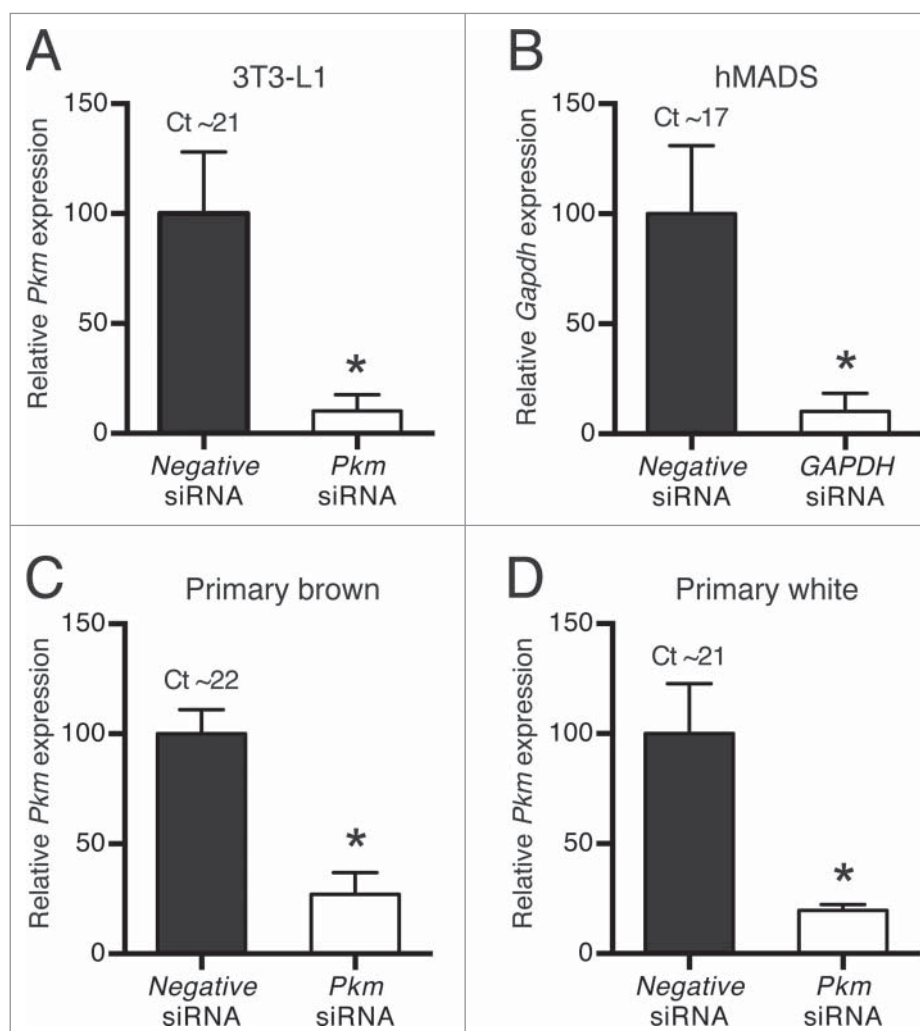 A
3T3-L1
Relative Pkm expression
150
100
50
0
Ct ~21
*
Negative siRNA
Pkm siRNA
B
hMADS
Relative Gapdh expression
150
100
50
0
Ct ~17
*
Negative siRNA
GAPDH siRNA
C
Primary brown
Relative Pkm expression
150
100
50
0
Ct ~22
*
Negative siRNA
Pkm siRNA
D
Primary white
Relative Pkm expression
150
100
50
0
Ct ~21
*
Negative siRNA
Pkm siRNA